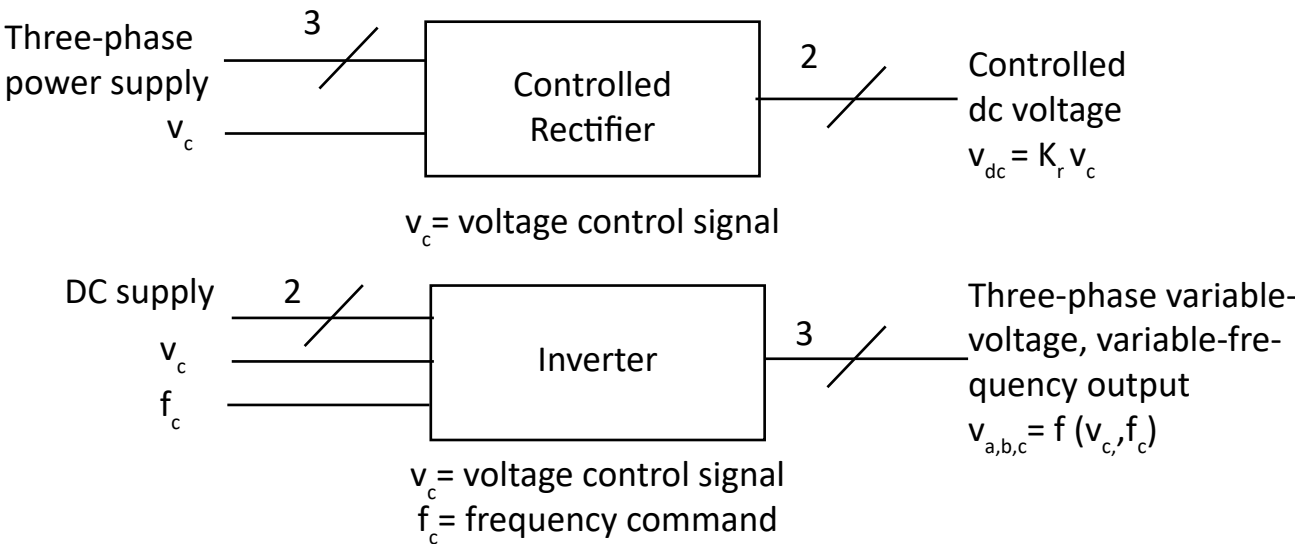 Three-phase
power supply
v_c
3
Controlled
Rectifier
2
Controlled
dc voltage
v_dc = K_r v_c
v_c= voltage control signal
DC supply
2
v_c
f_c
Inverter
3
Three-phase variable-
voltage, variable-fre-
quency output
v_a,b,c= f (v_c,,f_c)
v_c= voltage control signal
f_c= frequency command